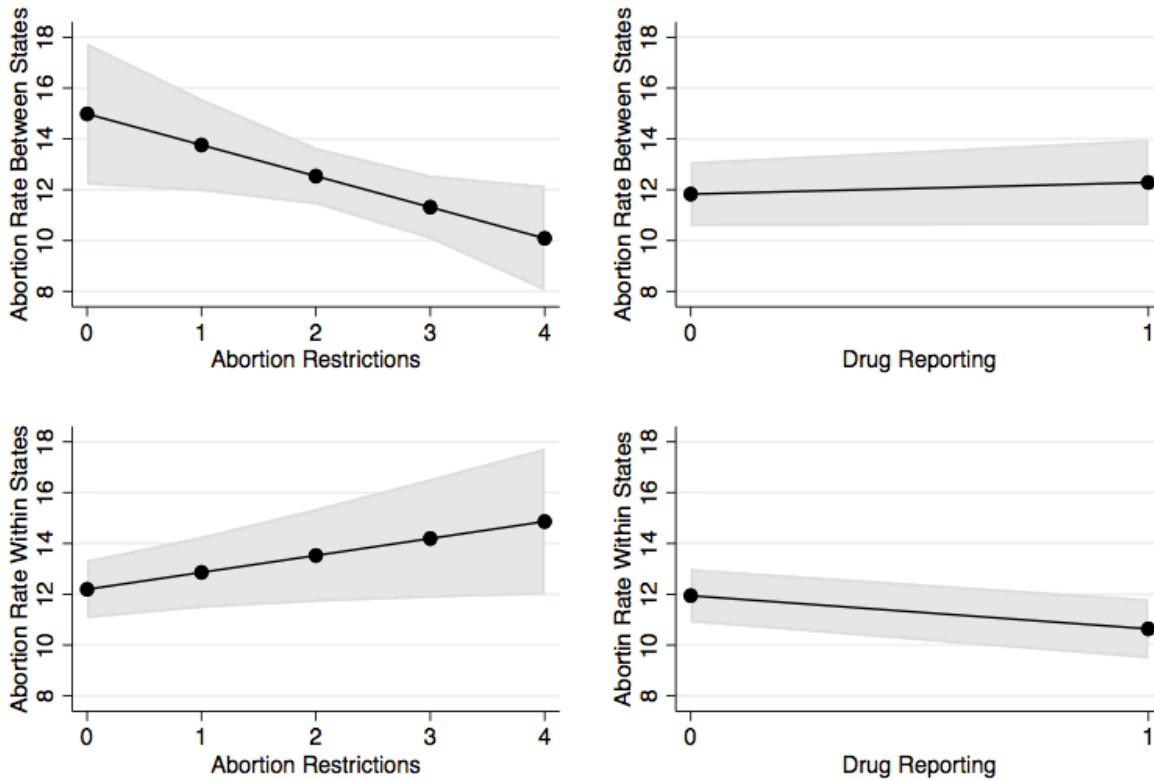 Abortion Rate Between States
18
16
14
12
10
8
0 1 2 3 4
Abortion Restrictions
Abortion Rate Between States
18
16
14
12
10
8
0 1
Drug Reporting
Abortion Rate Within States
18
16
14
12
10
8
0 1 2 3 4
Abortion Restrictions
Abortin Rate Within States
18
16
14
12
10
8
0 1
Drug Reporting